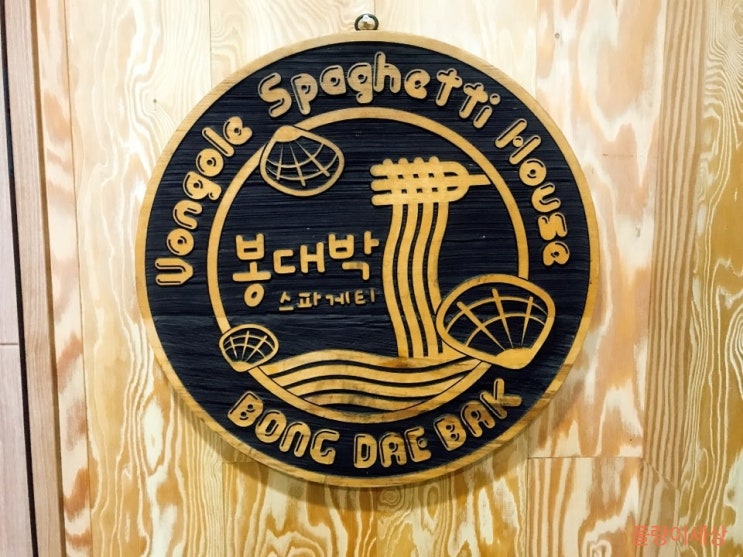 Vongole Spaghetti House
봉대박
스파게티
BONG DAE BAK